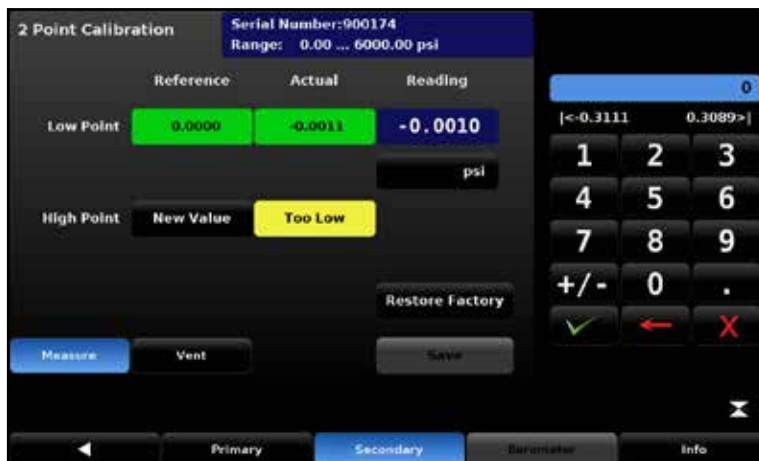 2 Point Calibration
Serial Number:900174
Range: 0.00 ... 6000.00 psi
Reference Actual Reading
Low Point 0.0000 -0.0011 -0.0010
psi
High Point New Value Too Low
Restore Factory
Measure Vent Save
0
|<-0.3111 0.3089>|
1 2 3
4 5 6
7 8 9
+/- 0 .
X
Primary Secondary Barometer Info